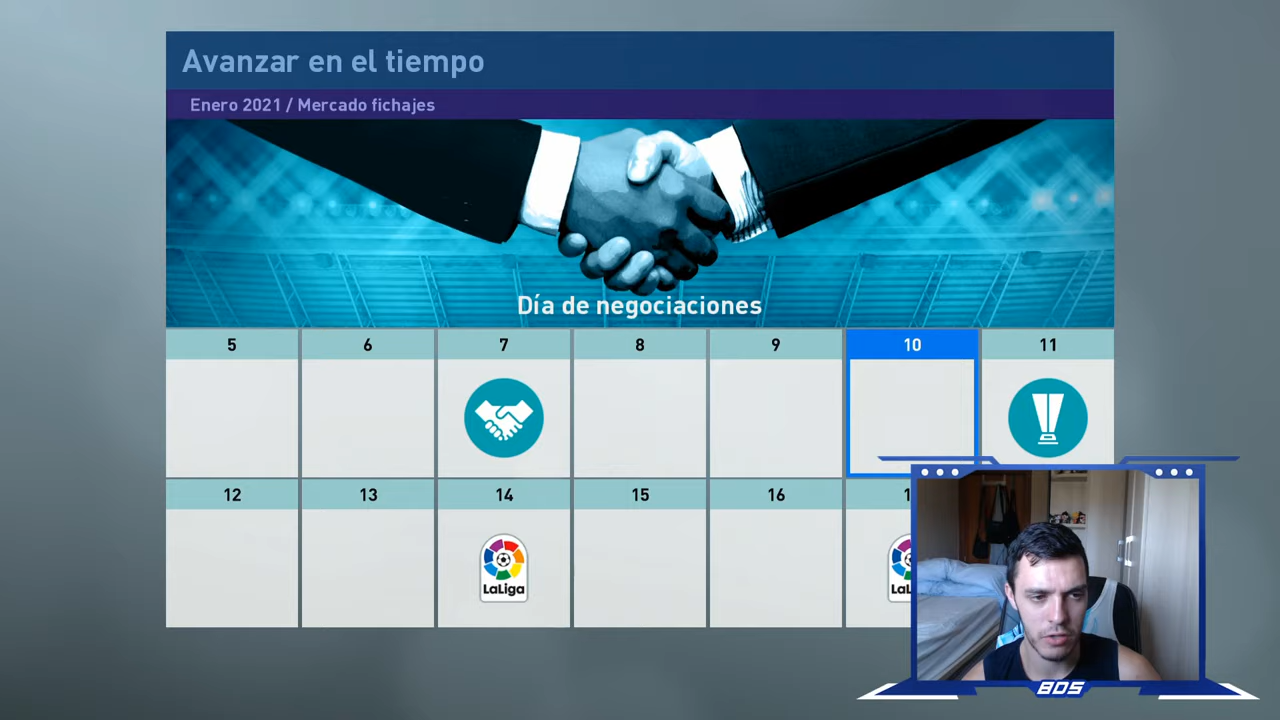 Avanzar en el tiempo
Enero 2021 / Mercado fichajes
Día de negociaciones
5 6 7 8 9 10 11
12 13 14 15 16
LaLiga
BDS